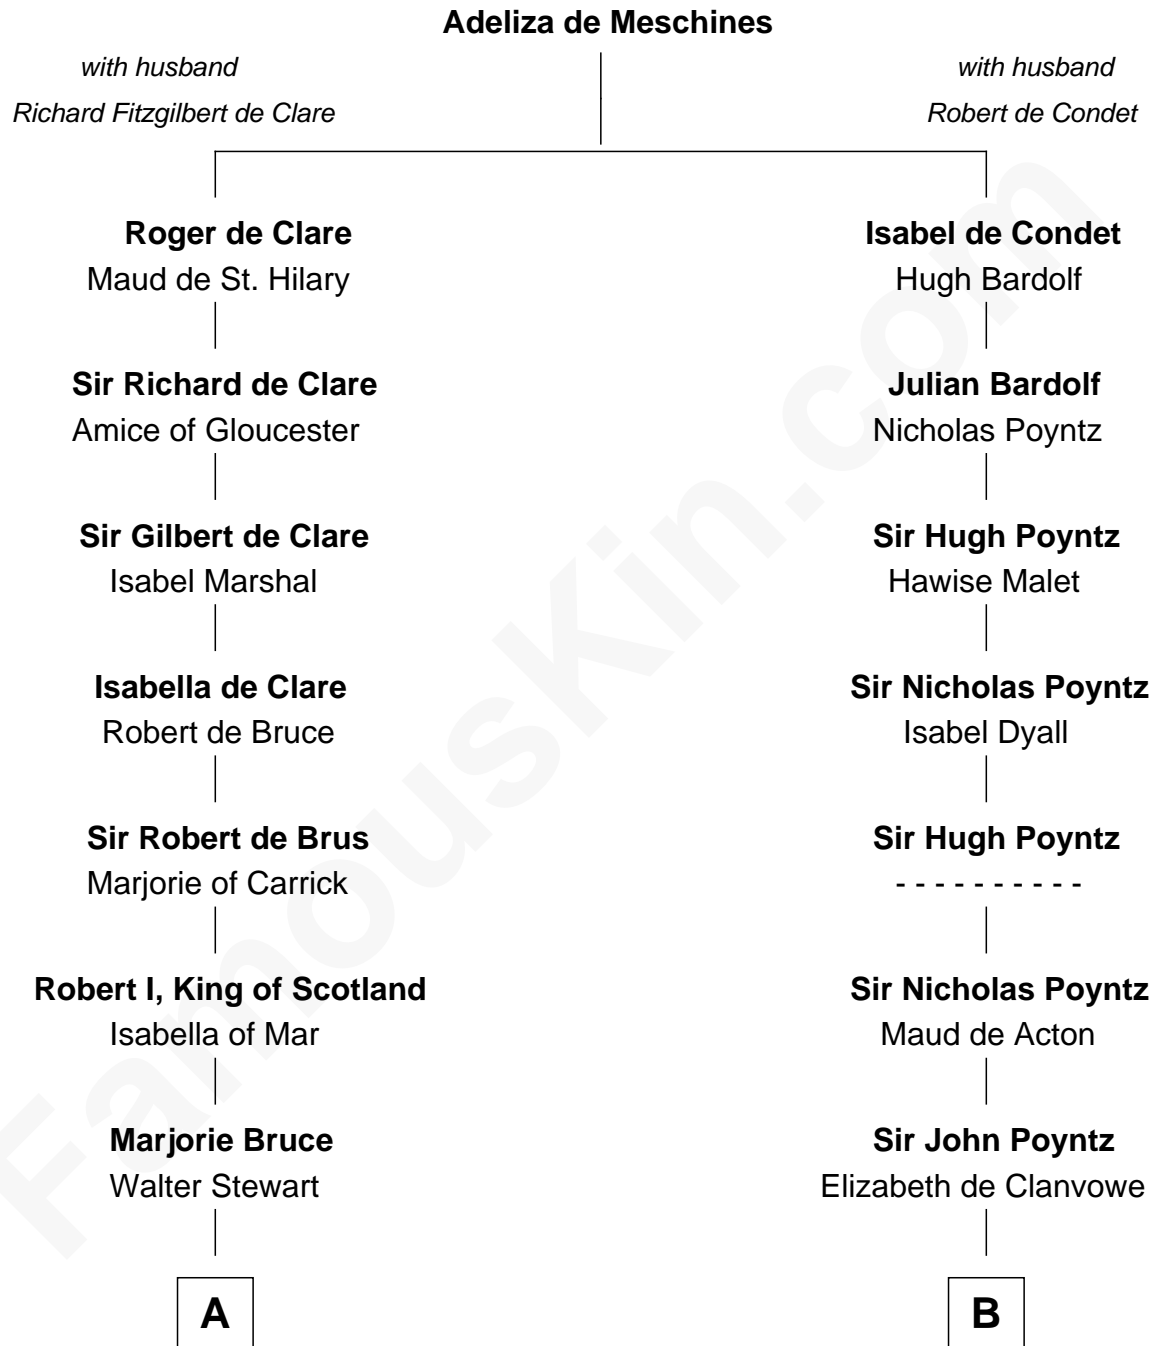 Adeliza de Meschines
with husband
Richard Fitzgilbert de Clare
with husband
Robert de Condet
Roger de Clare
Maud de St. Hilary
Isabel de Condet
Hugh Bardolf
Sir Richard de Clare
Amice of Gloucester
Julian Bardolf
Nicholas Poyntz
Sir Gilbert de Clare
Isabel Marshal
Sir Hugh Poyntz
Hawise Malet
Isabella de Clare
Robert de Bruce
Sir Nicholas Poyntz
Isabel Dyall
Sir Robert de Brus
Marjorie of Carrick
Sir Hugh Poyntz
- - - - - - - - - -
Robert I, King of Scotland
Isabella of Mar
Sir Nicholas Poyntz
Maud de Acton
Marjorie Bruce
Walter Stewart
Sir John Poyntz
Elizabeth de Clanvowe
A
B
FamousKin.com